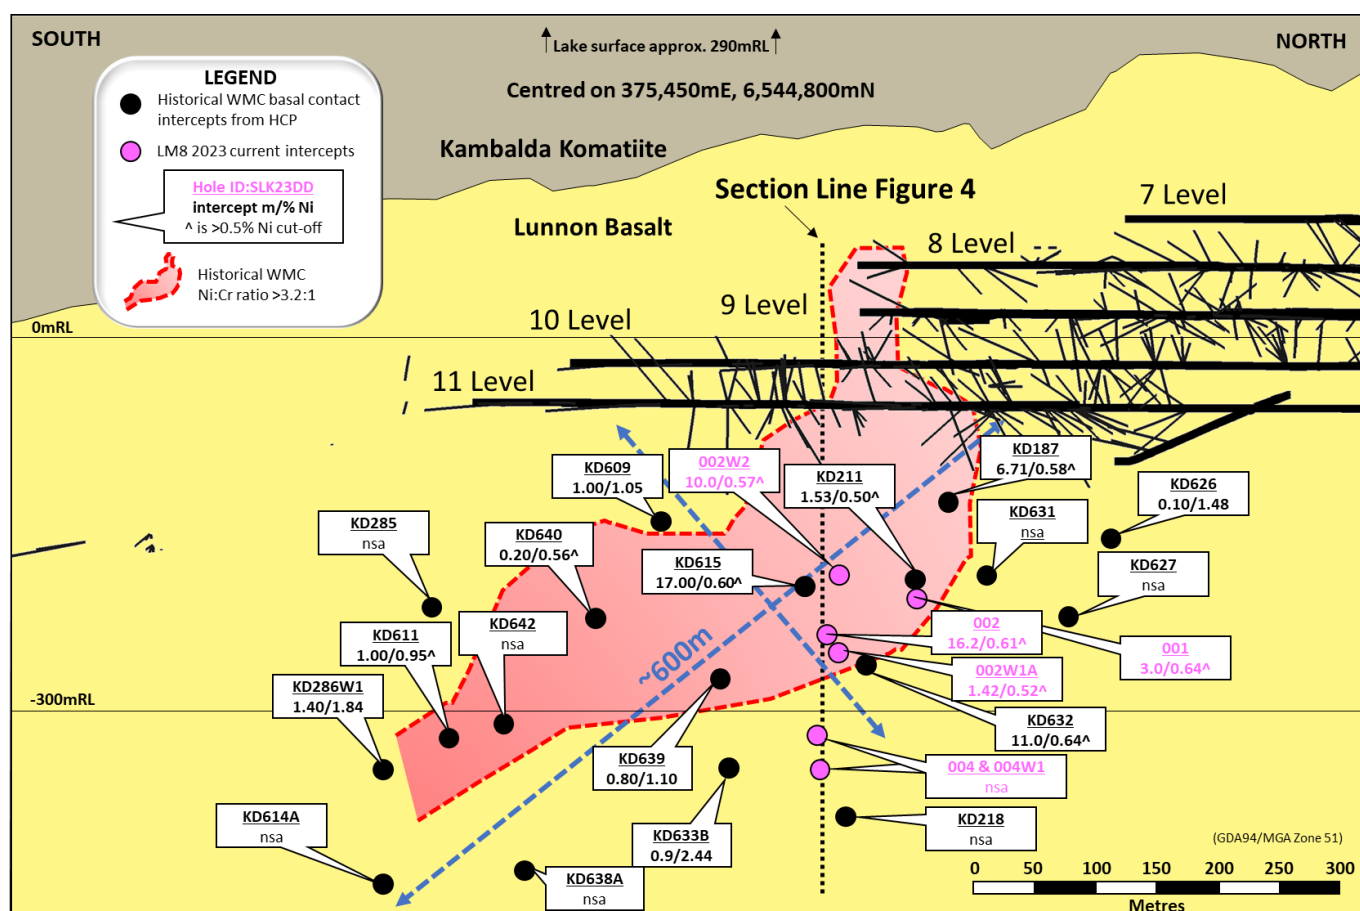 SOUTH
NORTH
Lake surface approx. 290mRL
Centred on 375,450mE, 6,544,800mN
LEGEND
Historical WMC basal contact
intercepts from HCP
LM8 2023 current intercepts
Hole ID:SLK23DD
intercept m/% Ni
^ is >0.5% Ni cut-off
Historical WMC
Ni:Cr ratio >3.2:1
Kambalda Komatiite
Section Line Figure 4
Lunnon Basalt
7 Level
8 Level
9 Level
10 Level
11 Level
0mRL
-300mRL
KD609
1.00/1.05
002W2
10.0/0.57^
KD211
1.53/0.50^
KD187
6.71/0.58^
KD626
0.10/1.48
KD285
nsa
KD640
0.20/0.56^
KD615
17.00/0.60^
KD631
nsa
KD627
nsa
KD611
1.00/0.95^
KD642
nsa
~600m
002
16.2/0.61^
001
3.0/0.64^
002W1A
1.42/0.52^
KD286W1
1.40/1.84
KD632
11.0/0.64^
KD639
0.80/1.10
004 & 004W1
nsa
KD614A
nsa
KD633B
0.9/2.44
KD218
nsa
KD638A
nsa
(GDA94/MGA Zone 51)
0 50 100 150 200 250 300
Metres